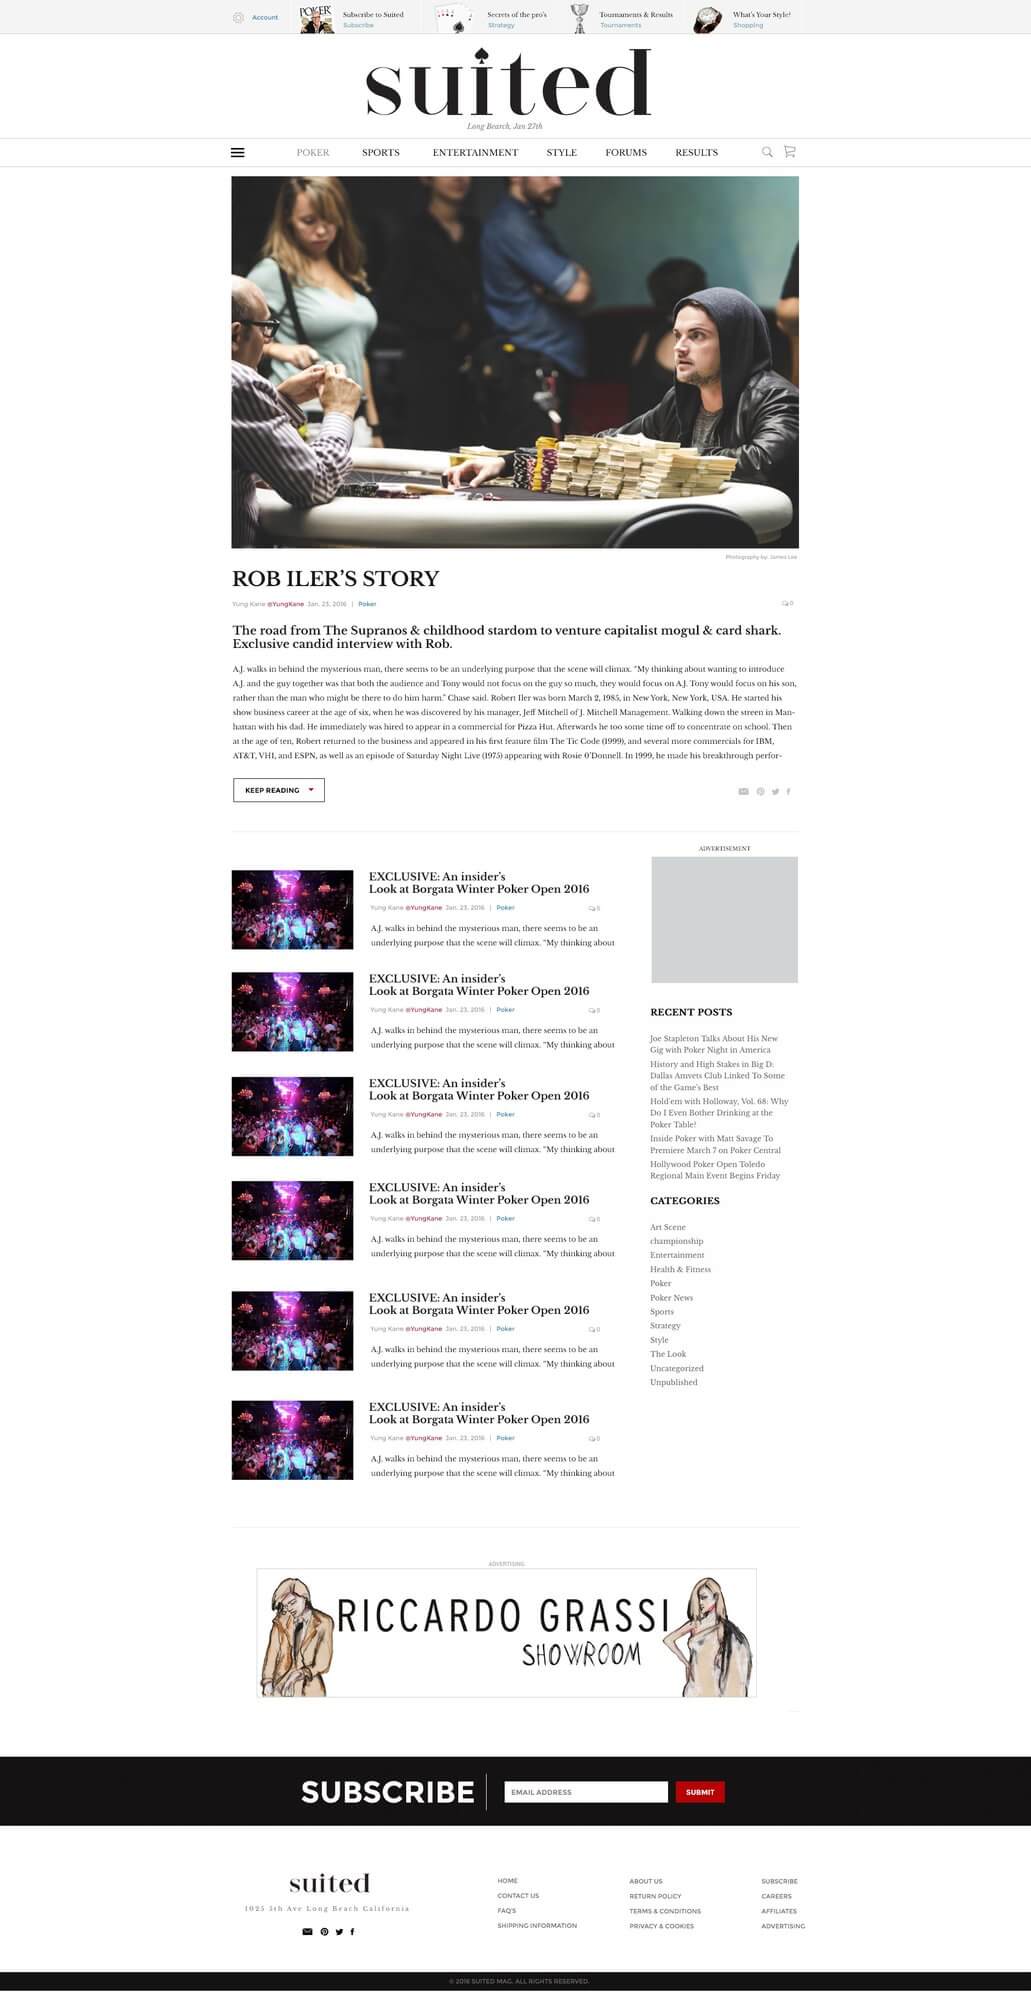 Account
POKER
Subscribe to Suited
Subscribe
Secrets of the pro's
Strategy
Tournaments & Results
Tournaments
What's Your Style?
Shopping
suited
Long Bearch, Jan 27th
POKER SPORTS ENTERTAINMENT STYLE FORUMS RESULTS
Photography by: James Lee
ROB ILER'S STORY
Yung Kane @YungKane Jan. 23, 2016 | Poker 0
The road from The Supranos & childhood stardom to venture capitalist mogul & card shark.
Exclusive candid interview with Rob.
A.J. walks in behind the mysterious man, there seems to be an underlying purpose that the scene will climax. "My thinking about wanting to introduce
A.J. and the guy together was that both the audience and Tony would not focus on the guy so much, they would focus on A.J. Tony would focus on his son,
rather than the man who might be there to do him harm." Chase said. Robert Iler was born March 2, 1985, in New York, New York, USA. He started his
show business career at the age of six, when he was discovered by his manager, Jeff Mitchell of J. Mitchell Management. Walking down the streen in Man-
hattan with his dad. He immediately was hired to appear in a commercial for Pizza Hut. Afterwards he too some time off to concentrate on school. Then
at the age of ten, Robert returned to the business and appeared in his first feature film The Tic Code (1999), and several more commercials for IBM,
AT&T, VH1, and ESPN, as well as an episode of Saturday Night Live (1975) appearing with Rosie O'Donnell. In 1999, he made his breakthrough perfor-
KEEP READING
EXCLUSIVE: An insider's
Look at Borgata Winter Poker Open 2016
Yung Kane @YungKane Jan. 23, 2016 | Poker 0
A.J. walks in behind the mysterious man, there seems to be an
underlying purpose that the scene will climax. "My thinking about
EXCLUSIVE: An insider's
Look at Borgata Winter Poker Open 2016
Yung Kane @YungKane Jan. 23, 2016 | Poker 0
A.J. walks in behind the mysterious man, there seems to be an
underlying purpose that the scene will climax. "My thinking about
EXCLUSIVE: An insider's
Look at Borgata Winter Poker Open 2016
Yung Kane @YungKane Jan. 23, 2016 | Poker 0
A.J. walks in behind the mysterious man, there seems to be an
underlying purpose that the scene will climax. "My thinking about
EXCLUSIVE: An insider's
Look at Borgata Winter Poker Open 2016
Yung Kane @YungKane Jan. 23, 2016 | Poker 0
A.J. walks in behind the mysterious man, there seems to be an
underlying purpose that the scene will climax. "My thinking about
EXCLUSIVE: An insider's
Look at Borgata Winter Poker Open 2016
Yung Kane @YungKane Jan. 23, 2016 | Poker 0
A.J. walks in behind the mysterious man, there seems to be an
underlying purpose that the scene will climax. "My thinking about
EXCLUSIVE: An insider's
Look at Borgata Winter Poker Open 2016
Yung Kane @YungKane Jan. 23, 2016 | Poker 0
A.J. walks in behind the mysterious man, there seems to be an
underlying purpose that the scene will climax. "My thinking about
ADVERTISEMENT
RECENT POSTS
Joe Stapleton Talks About His New
Gig with Poker Night in America
History and High Stakes in Big D:
Dallas Amvets Club Linked To Some
of the Game's Best
Hold'em with Holloway, Vol. 68: Why
Do I Even Bother Drinking at the
Poker Table!
Inside Poker with Matt Savage To
Premiere March 7 on Poker Central
Hollywood Poker Open Toledo
Regional Main Event Begins Friday
CATEGORIES
Art Scene
championship
Entertainment
Health & Fitness
Poker
Poker News
Sports
Strategy
Style
The Look
Uncategorized
Unpublished
ADVERTISING
RICCARDO GRASSI
SHOWROOM
SUBSCRIBE EMAIL ADDRESS SUBMIT
suited
1025 5th Ave Long Beach California
HOME
CONTACT US
FAQ'S
SHIPPING INFORMATION
ABOUT US
RETURN POLICY
TERMS & CONDITIONS
PRIVACY & COOKIES
SUBSCRIBE
CAREERS
AFFILIATES
ADVERTISING
© 2016 SUITED MAG. ALL RIGHTS RESERVED.